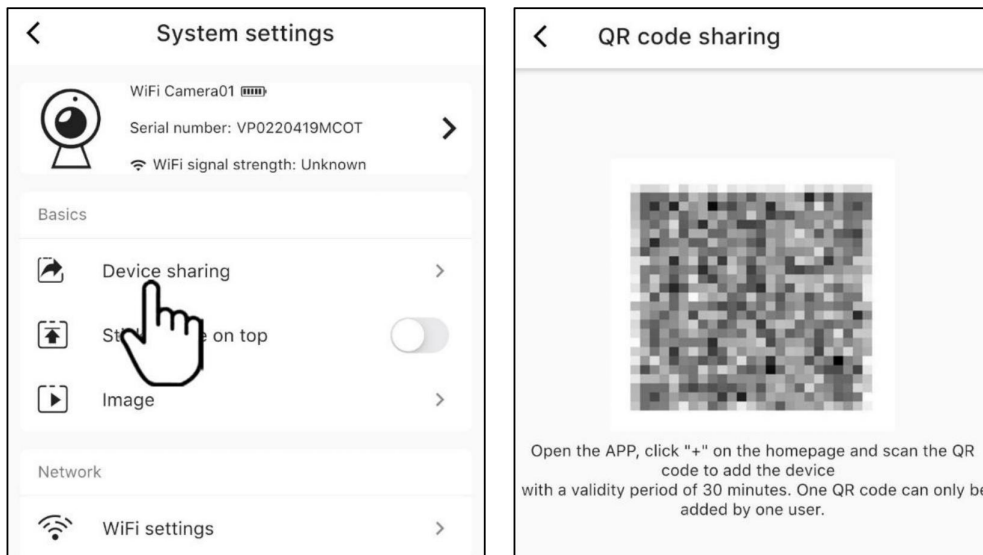 System settings
WiFi Camera01
Serial number: VP0220419MCOT
WiFi signal strength: Unknown
Basics
Device sharing
on top
Image
Network
WiFi settings
QR code sharing
Open the APP, click "+" on the homepage and scan the QR
code to add the device
with a validity period of 30 minutes. One QR code can only be
added by one user.